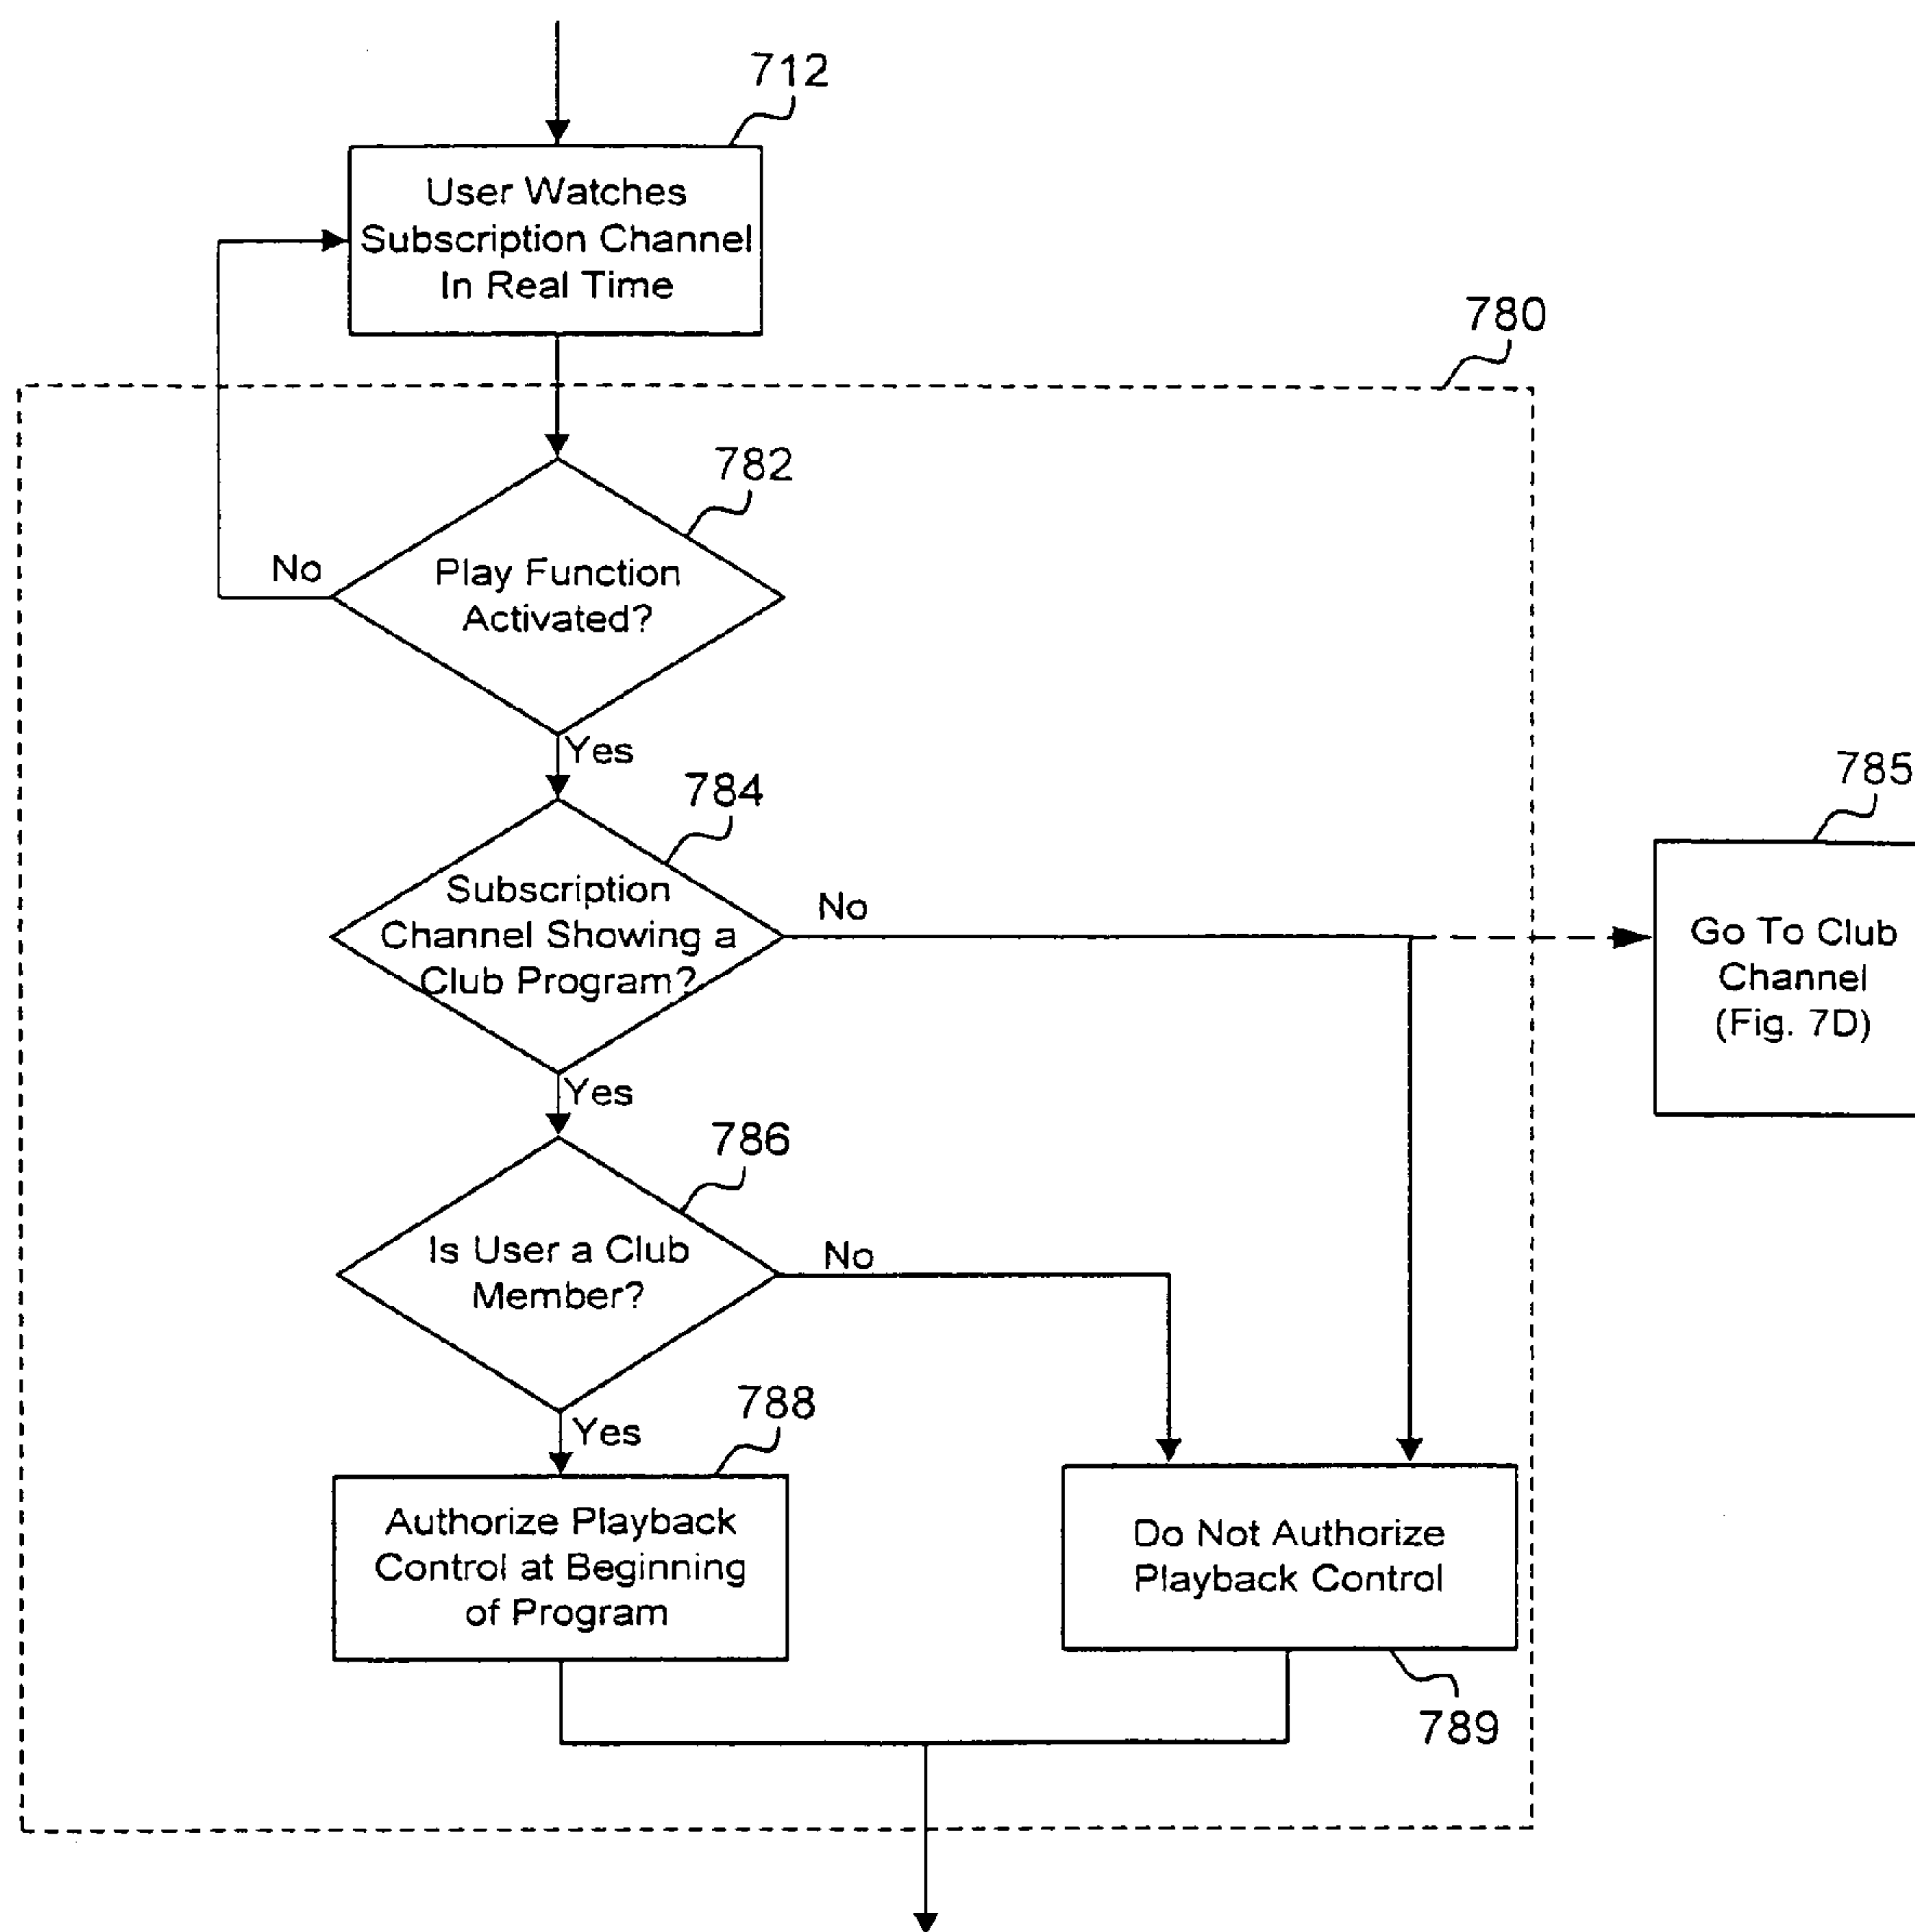 712
User Watches
Subscription Channel
In Real Time
780
782
No
Play Function
Activated?
Yes
784
785
Subscription
Channel Showing a
Club Program?
No
Go To Club
Channel
(Fig. 7D)
Yes
786
Is User a Club
Member?
No
Yes
788
Authorize Playback
Control at Beginning
of Program
Do Not Authorize
Playback Control
789